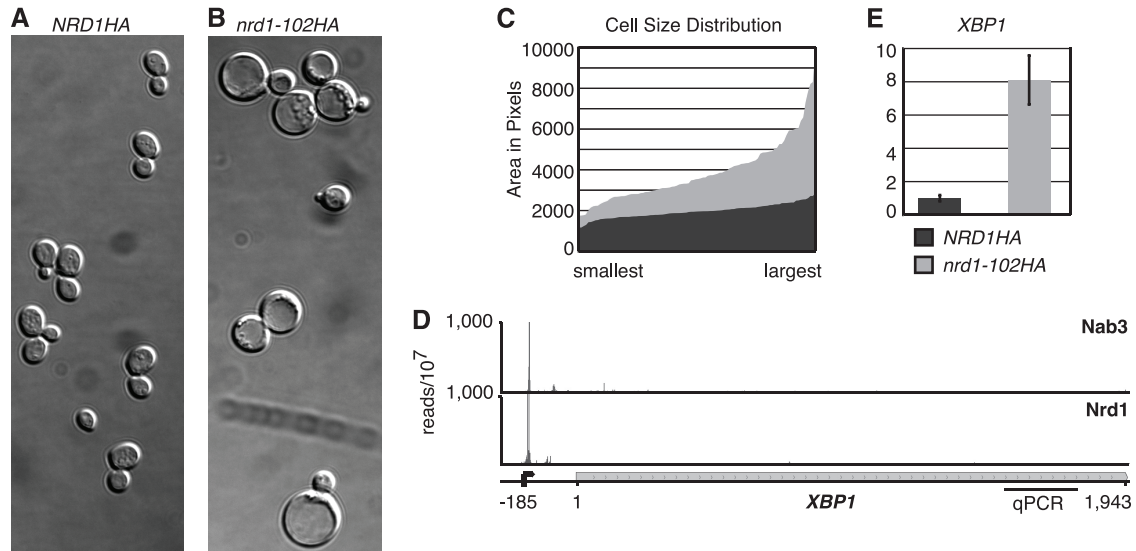 A NRD1HA
B nrd1-102HA
C Cell Size Distribution
Area in Pixels
10000
8000
6000
4000
2000
0
smallest largest
E XBP1
10
8
6
4
2
0
NRD1HA
nrd1-102HA
D
reads/10⁷
1,000
Nab3
1,000
Nrd1
-185 1 XBP1 qPCR 1,943